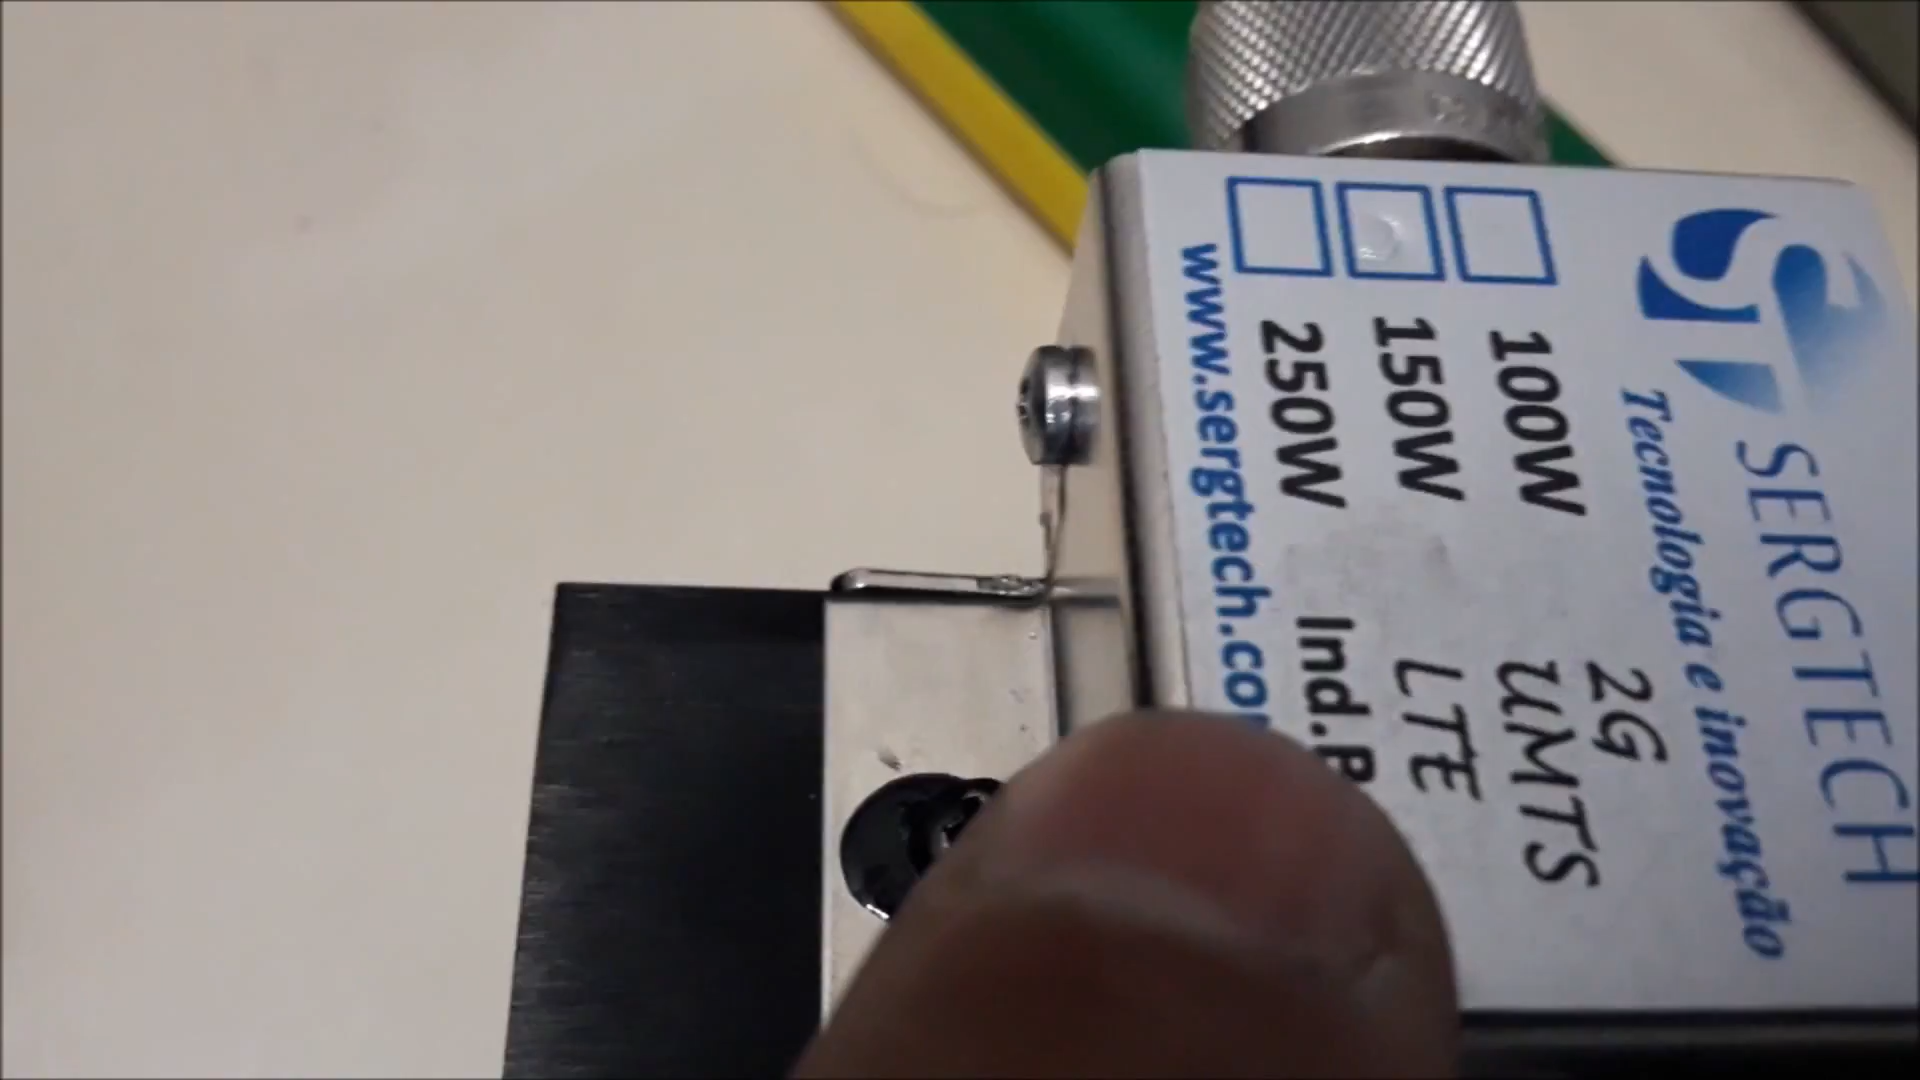 SERGTECH
Tecnologia e inovação
2G
100W UMTS
150W LTE
250W Ind.
www.sergtech.co